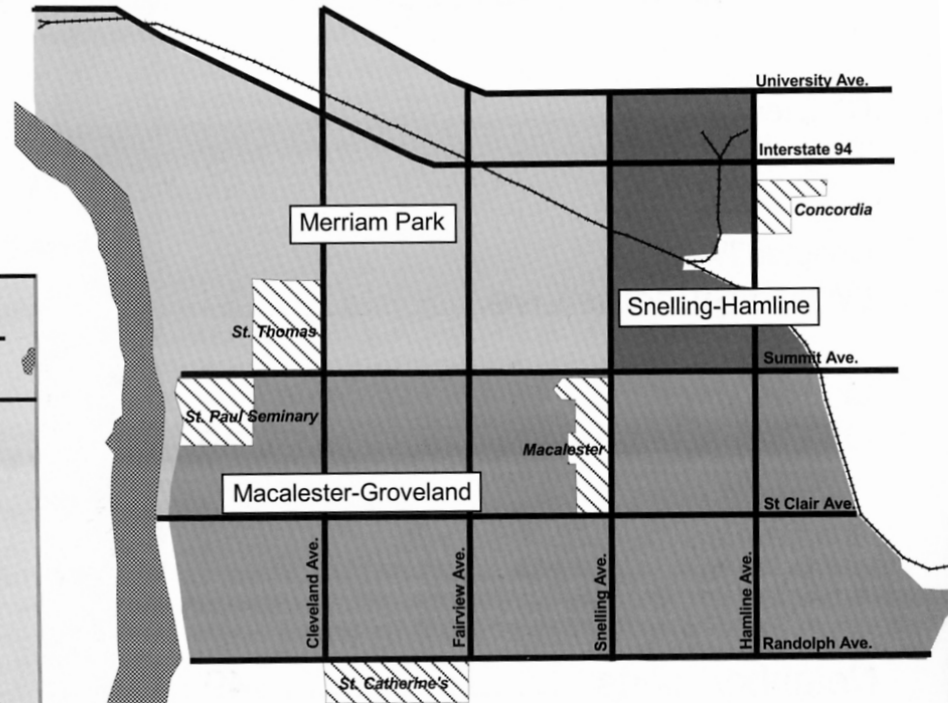 University Ave.
Interstate 94
Concordia
Merriam Park
Snelling-Hamline
St. Thomas
Summit Ave.
St. Paul Seminary
Macalester
Macalester-Groveland
St Clair Ave.
Cleveland Ave.
Fairview Ave.
Snelling Ave.
Hamline Ave.
Randolph Ave.
St. Catherine's